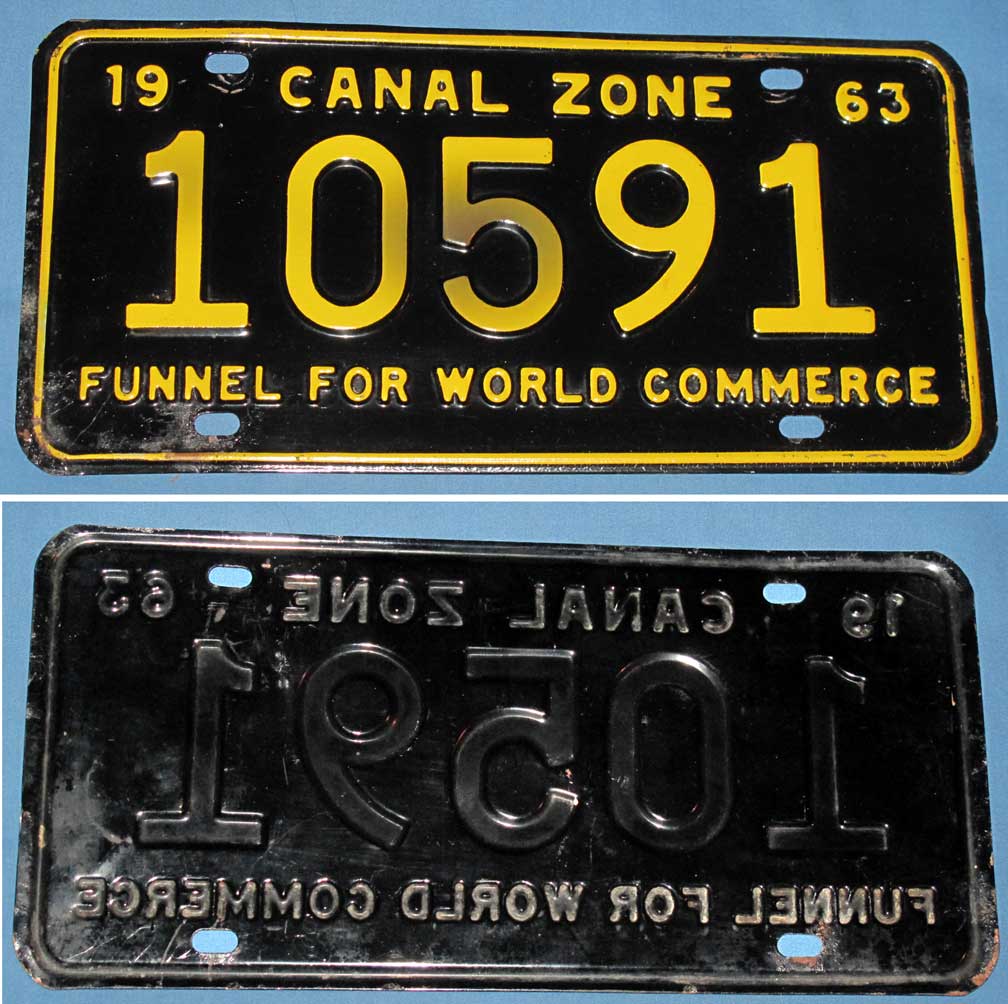 19 CANAL ZONE 63
10591
FUNNEL FOR WORLD COMMERCE
19 CANAL ZONE 63
10591
FUNNEL FOR WORLD COMMERCE